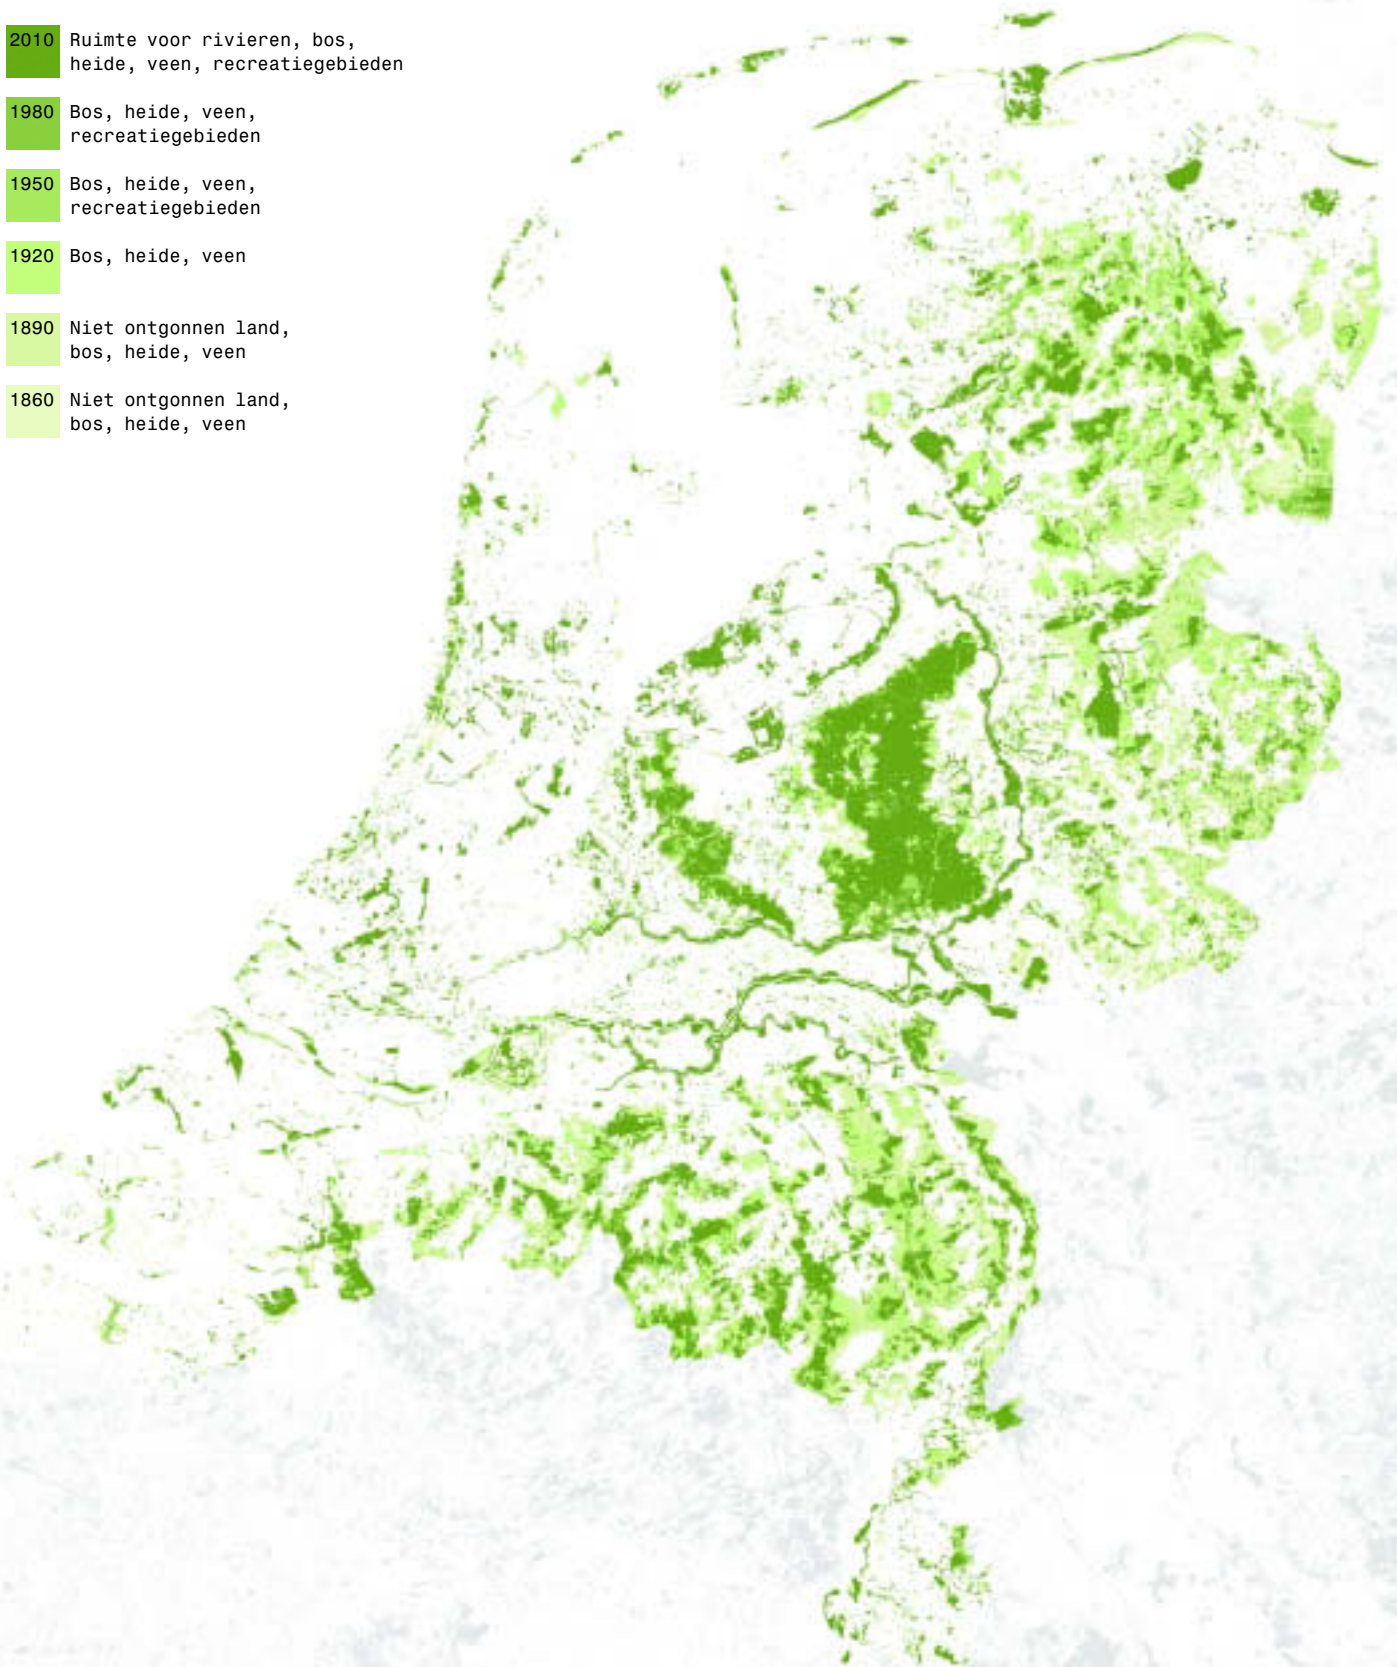 2010 Ruimte voor rivieren, bos,
heide, veen, recreatiegebieden
1980 Bos, heide, veen,
recreatiegebieden
1950 Bos, heide, veen,
recreatiegebieden
1920 Bos, heide, veen
1890 Niet ontgonnen land,
bos, heide, veen
1860 Niet ontgonnen land,
bos, heide, veen